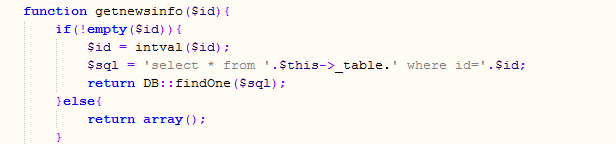 function getnewsinfo($id){
if(!empty($id)){
$id = intval($id);
$sql = 'select * from '.$this->_table.' where id='.$id;
return DB::findOne($sql);
}else{
return array();
}